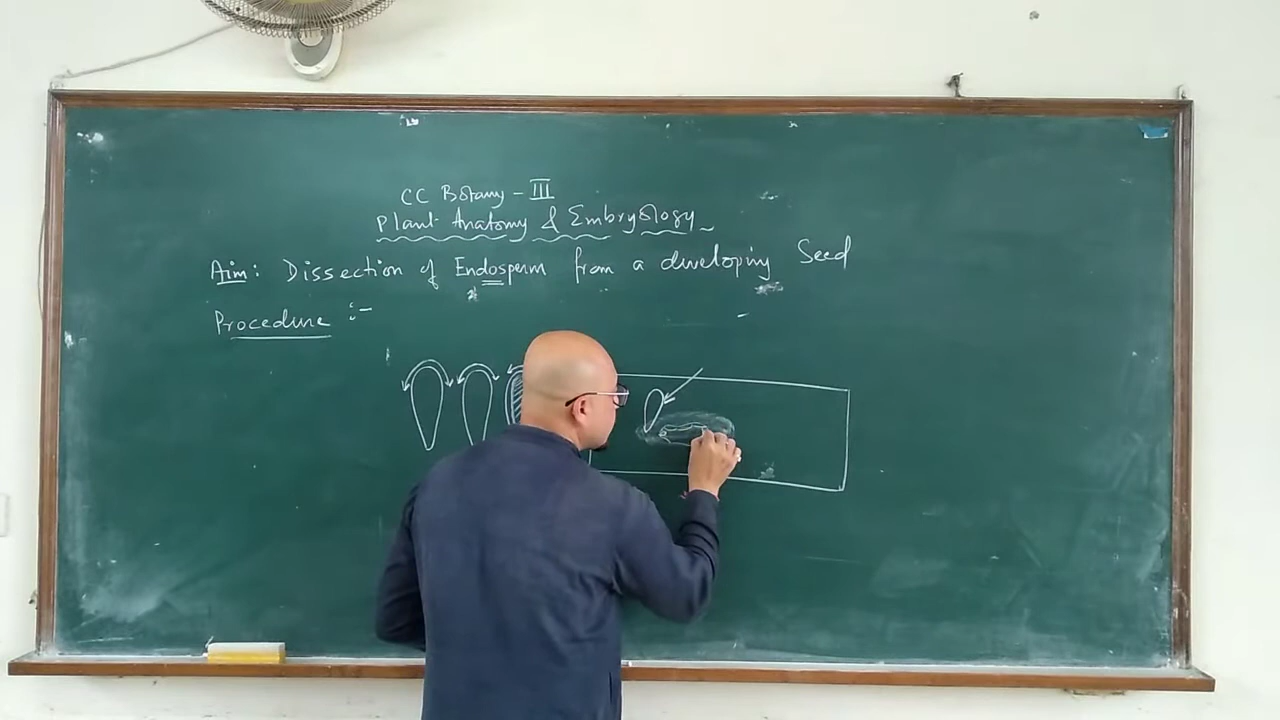 CC Botany - III
Plant Anatomy & Embryology
Aim: Dissection of Endosperm from a developing Seed
Procedure :-